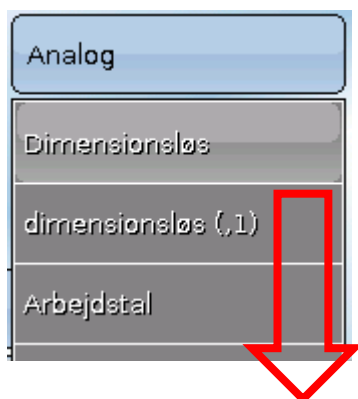 Analog
Dimensionsløs
dimensionsløs (,1)
Arbejdstal